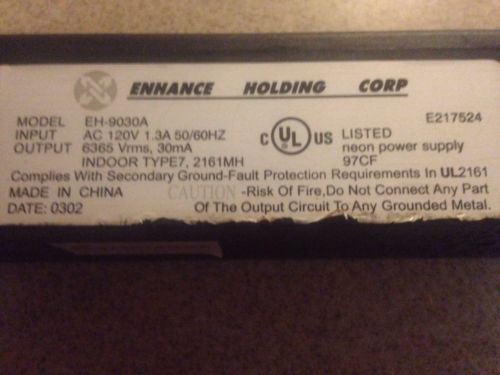 ENHANCE HOLDING CORP
MODEL EH-9030A E217524
INPUT AC 120V 1.3A 50/60HZ
OUTPUT 6365 Vrms, 30mA
INDOOR TYPE7, 2161MH
C UL US LISTED
neon power supply
97CF
Complies With Secondary Ground-Fault Protection Requirements In UL2161
MADE IN CHINA CAUTION -Risk Of Fire,Do Not Connect Any Part
DATE: 0302 Of The Output Circuit To Any Grounded Metal.